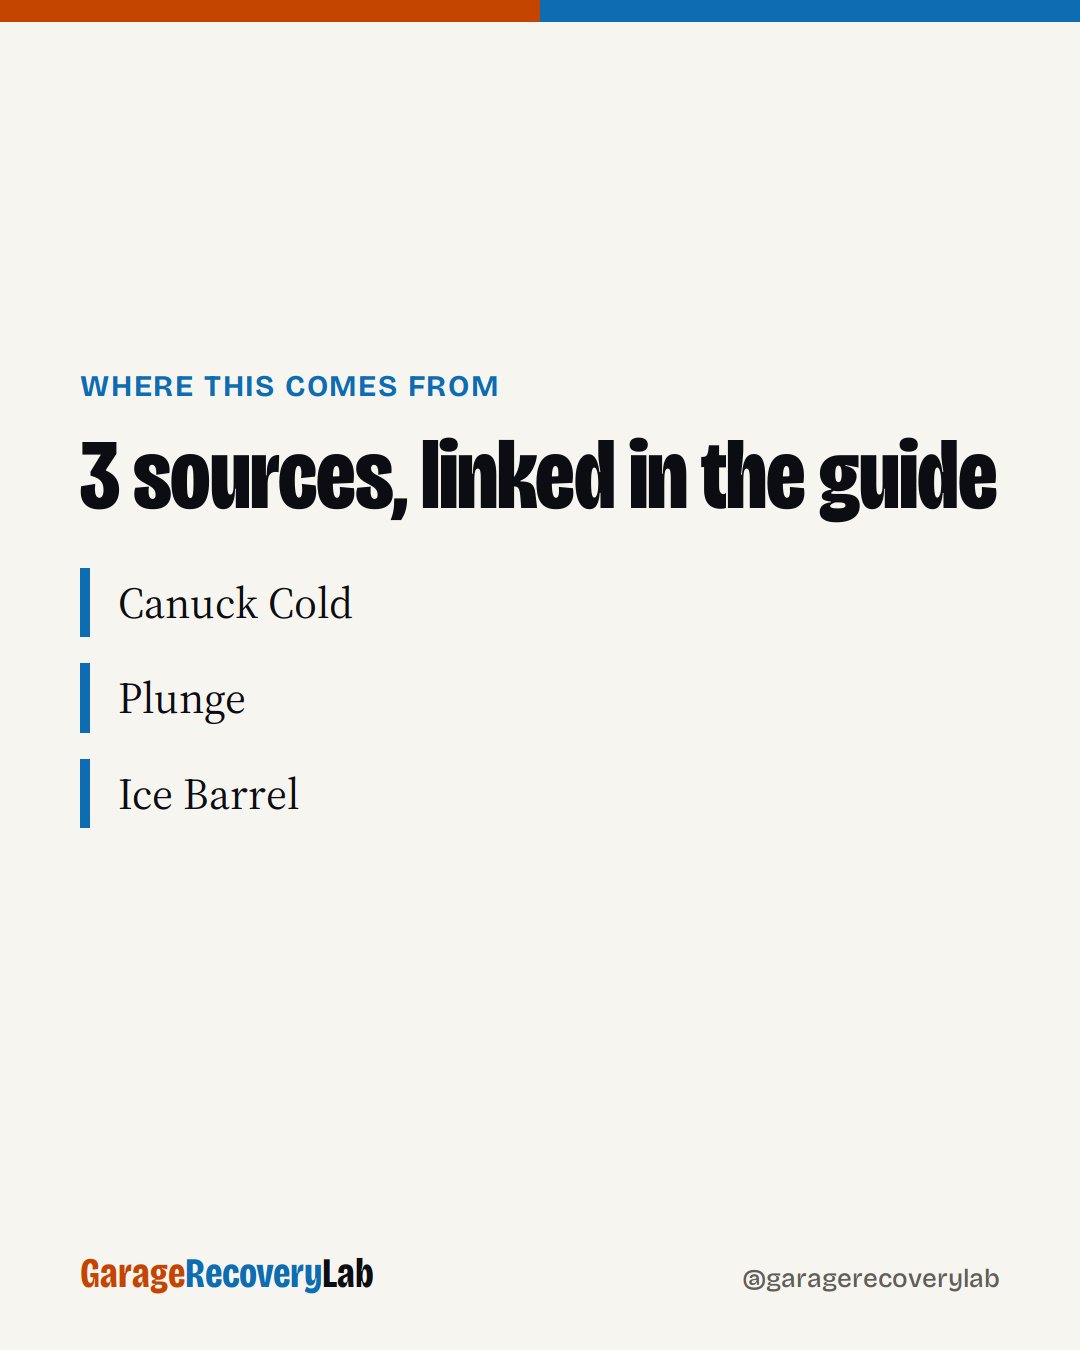 WHERE THIS COMES FROM
3 sources, linked in the guide
Canuck Cold
Plunge
Ice Barrel
GarageRecoveryLab
@garagerecoverylab